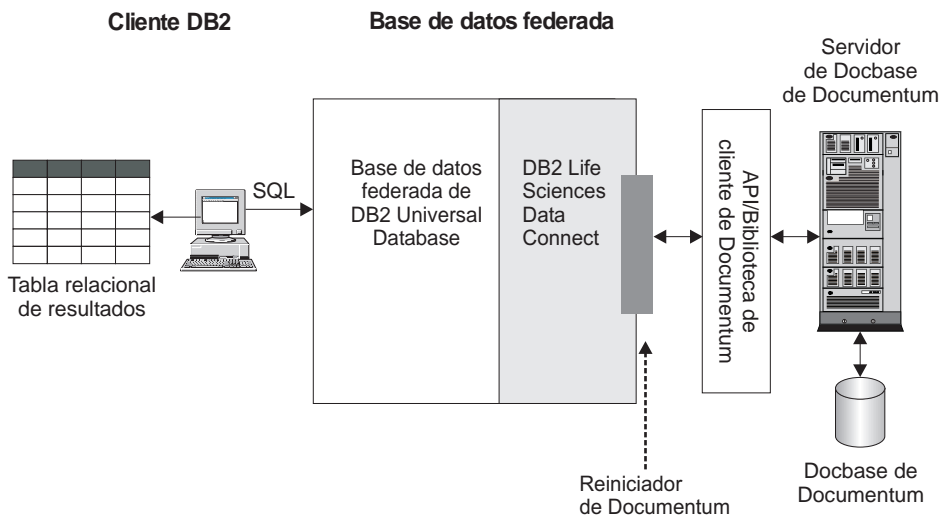 Cliente DB2
Base de datos federada
Servidor
de Docbase
de Documentum
SQL
Base de datos
federada de
DB2 Universal
Database
DB2 Life
Sciences
Data
Connect
API/Biblioteca de
cliente de Documentum
Tabla relacional
de resultados
Reiniciador
de Documentum
Docbase de
Documentum